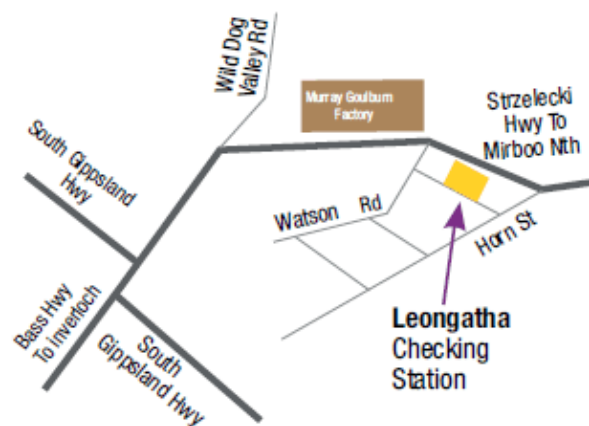 Wild Dog
Valley Rd
Murray Goulburn
Factory
Strzelecki
Hwy To
Mirboo Nth
South Gippsland
Hwy
Watson Rd
Horn St
Bass Hwy
To inverloch
South
Gippsland Hwy
Leongatha
Checking
Station